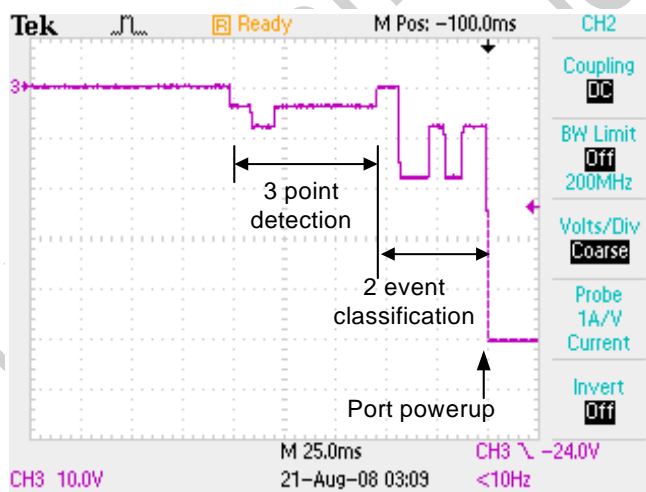 Tek R Ready M Pos: -100.0ms CH2
Coupling
DC
3
BW Limit
Off
200MHz
3 point
detection
Volts/Div
Coarse
2 event
classification
Probe
1A/V
Current
Invert
Off
Port powerup
M 25.0ms CH3 -24.0V
CH3 10.0V 21-Aug-08 03:09 <10Hz